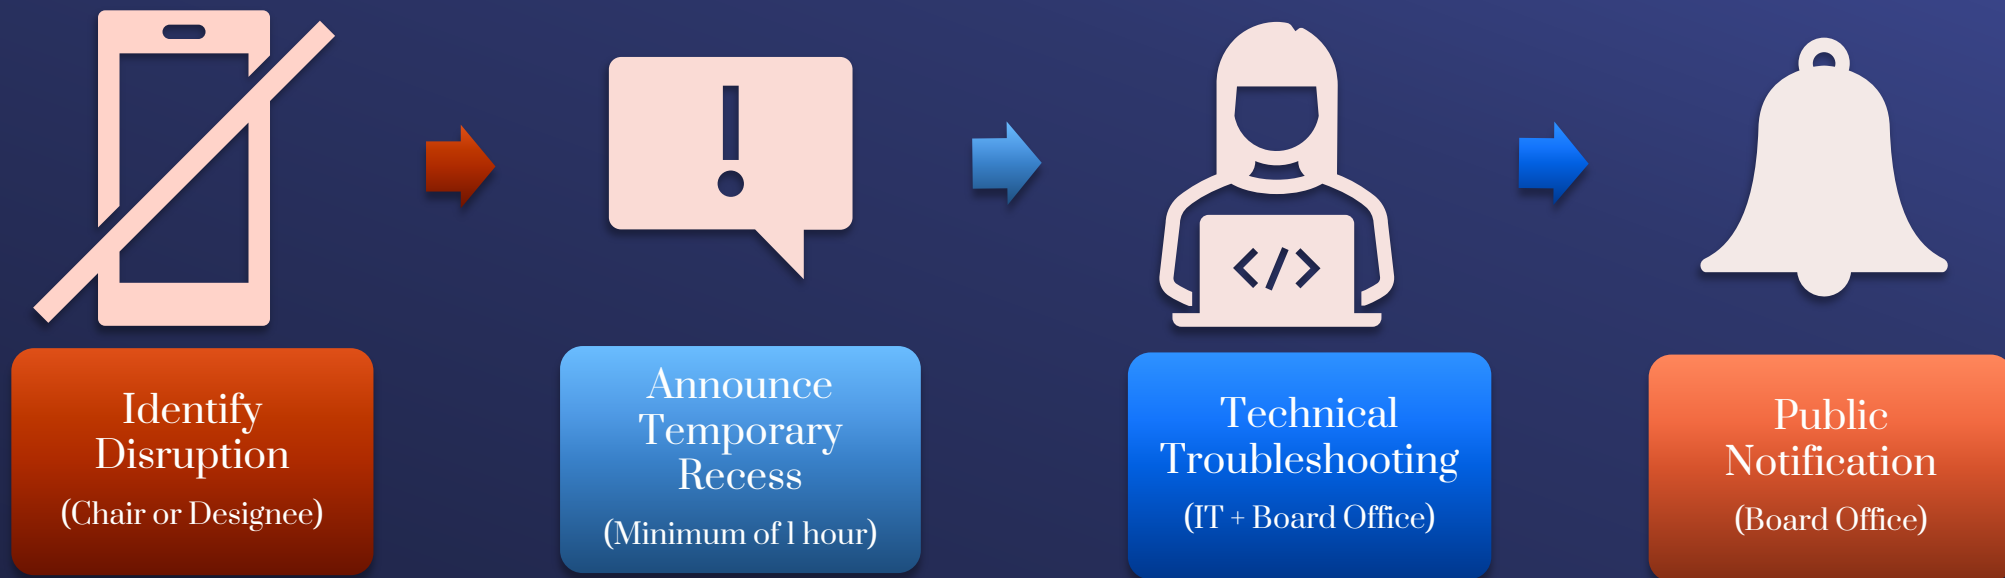 !
</>
Identify
Disruption
(Chair or Designee)
Announce
Temporary
Recess
(Minimum of 1 hour)
Technical
Troubleshooting
(IT + Board Office)
Public
Notification
(Board Office)